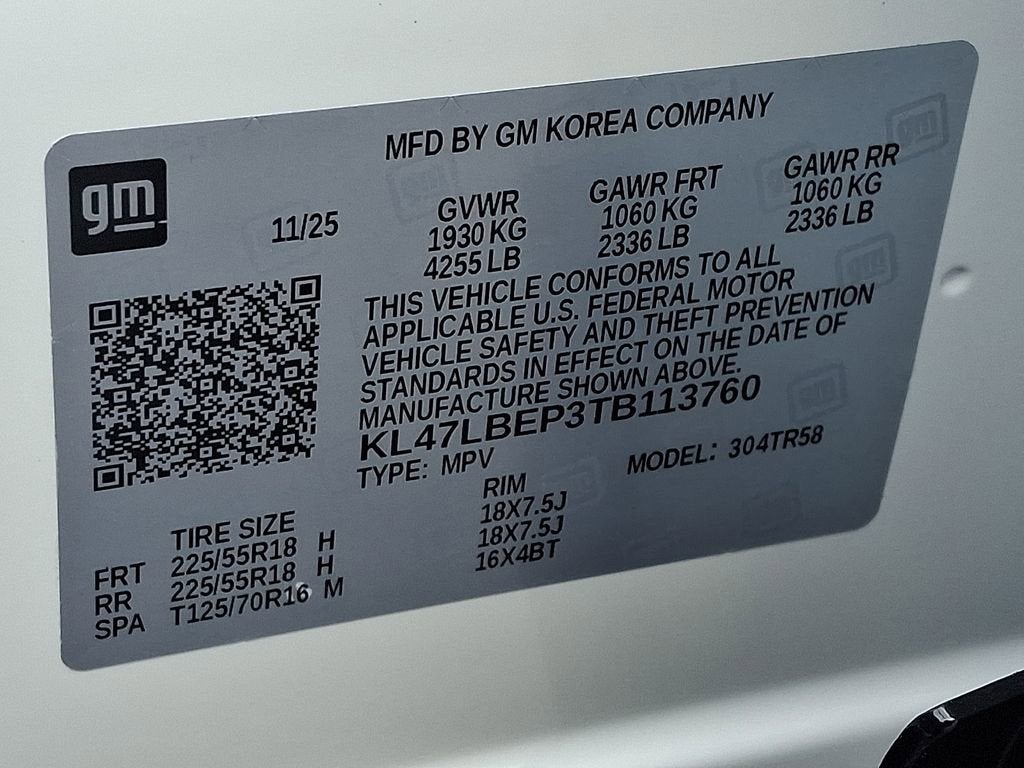 MFD BY GM KOREA COMPANY
gm
11/25
GVWR GAWR FRT GAWR RR
1930 KG 1060 KG 1060 KG
4255 LB 2336 LB 2336 LB
THIS VEHICLE CONFORMS TO ALL
APPLICABLE U.S. FEDERAL MOTOR
VEHICLE SAFETY AND THEFT PREVENTION
STANDARDS IN EFFECT ON THE DATE OF
MANUFACTURE SHOWN ABOVE.
KL47LBEP3TB113760
TYPE: MPV MODEL: 304TR58
TIRE SIZE RIM
FRT 225/55R18 H 18X7.5J
RR 225/55R18 H 18X7.5J
SPA T125/70R16 M 16X4BT